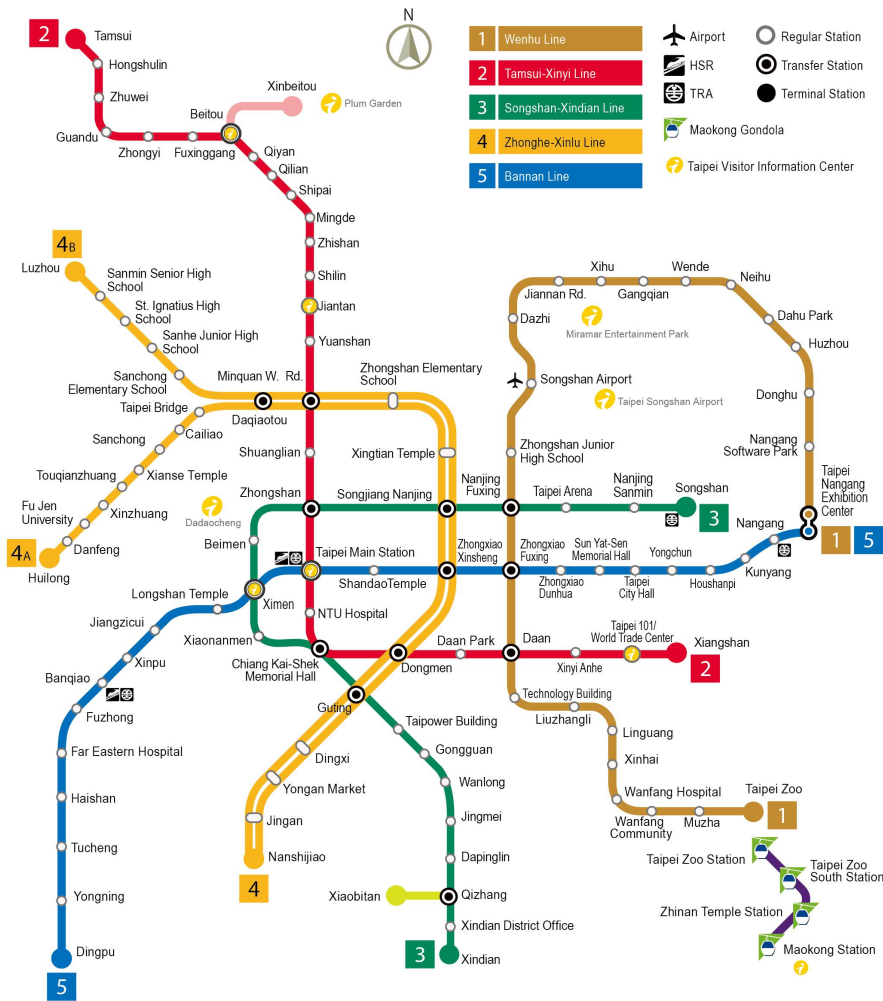 N
2
Tamsui
Hongshulin
Zhuwei
Guandu
Zhongyi
Fuxinggang
Beitou
Xinbeitou
Plum Garden
Qiyan
Qilian
Shipai
Mingde
Zhishan
Shilin
Jiantan
Yuanshan
1 Wenhu Line
2 Tamsui-Xinyi Line
3 Songshan-Xindian Line
4 Zhonghe-Xinlu Line
5 Bannan Line
Airport
HSR
TRA
Regular Station
Transfer Station
Terminal Station
Maokong Gondola
Taipei Visitor Information Center
4B
Luzhou
Sanmin Senior High
School
St. Ignatius High
School
Sanhe Junior High
School
Sanchong
Elementary School
Minquan W. Rd.
Zhongshan Elementary
School
Taipei Bridge
Daqiaotou
Cailiao
Sanchong
Xianse Temple
Touqianzhuang
Xinzhuang
Fu Jen
University
Danfeng
4A
Huilong
Shuanglian
Xingtian Temple
Jiannan Rd.
Xihu
Gangqian
Wende
Neihu
Dazhi
Miramar Entertainment Park
Dahu Park
Huzhou
Songshan Airport
Taipei Songshan Airport
Donghu
Zhongshan Junior
High School
Nangang
Software Park
Taipei
Nangang
Exhibition
Center
1
5
Zhongshan
Songjiang Nanjing
Nanjing
Fuxing
Taipei Arena
Nanjing
Sanmin
Songshan
3
Dadaocheng
Beimen
Taipei Main Station
ShandaoTemple
Zhongxiao
Xinsheng
Zhongxiao
Fuxing
Zhongxiao
Dunhua
Sun Yat-Sen
Memorial Hall
Taipei
City Hall
Yongchun
Houshanpi
Kunyang
Nangang
Longshan Temple
Ximen
NTU Hospital
Jiangzicui
Xiaonanmen
Xinpu
Banqiao
Fuzhong
Far Eastern Hospital
Haishan
Tucheng
Yongning
Dingpu
5
Chiang Kai-Shek
Memorial Hall
Dongmen
Daan Park
Daan
Xinyi Anhe
Taipei 101/
World Trade Center
Xiangshan
2
Guting
Taipower Building
Gongguan
Wanlong
Jingmei
Dapinglin
Qizhang
Xiaobitan
Xindian District Office
3
Xindian
Dingxi
Yongan Market
Jingan
Nanshijiao
4
Technology Building
Liuzhangli
Linguang
Xinhai
Wanfang Hospital
Wanfang
Community
Muzha
Taipei Zoo
1
Taipei Zoo Station
Taipei Zoo
South Station
Zhinan Temple Station
Maokong Station